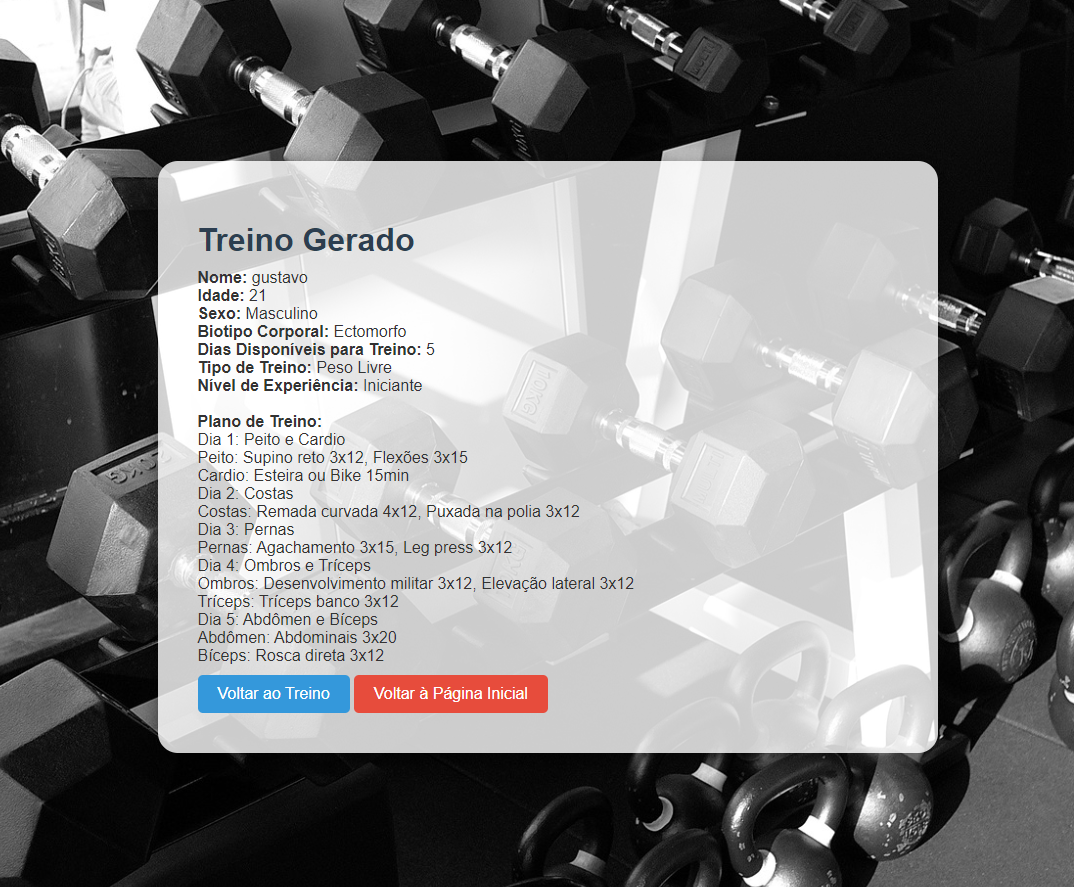 Treino Gerado
Nome: gustavo
Idade: 21
Sexo: Masculino
Biotipo Corporal: Ectomorfo
Dias Disponíveis para Treino: 5
Tipo de Treino: Peso Livre
Nível de Experiência: Iniciante
Plano de Treino:
Dia 1: Peito e Cardio
Peito: Supino reto 3x12, Flexões 3x15
Cardio: Esteira ou Bike 15min
Dia 2: Costas
Costas: Remada curvada 4x12, Puxada na polia 3x12
Dia 3: Pernas
Pernas: Agachamento 3x15, Leg press 3x12
Dia 4: Ombros e Tríceps
Ombros: Desenvolvimento militar 3x12, Elevação lateral 3x12
Tríceps: Tríceps banco 3x12
Dia 5: Abdômen e Bíceps
Abdômen: Abdominais 3x20
Bíceps: Rosca direta 3x12
Voltar ao Treino Voltar à Página Inicial